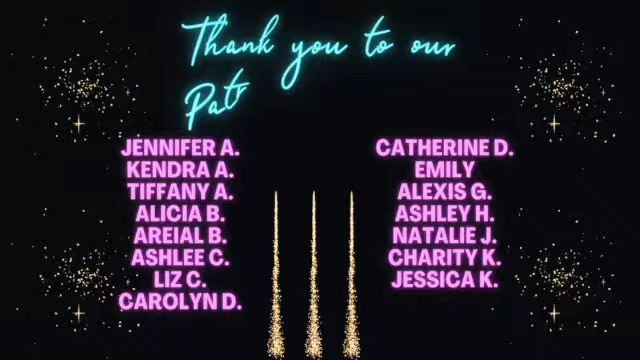 Thank you to our
Pat
JENNIFER A.
KENDRA A.
TIFFANY A.
ALICIA B.
AREIAL B.
ASHLEE C.
LIZ C.
CAROLYN D.
CATHERINE D.
EMILY
ALEXIS G.
ASHLEY H.
NATALIE J.
CHARITY K.
JESSICA K.